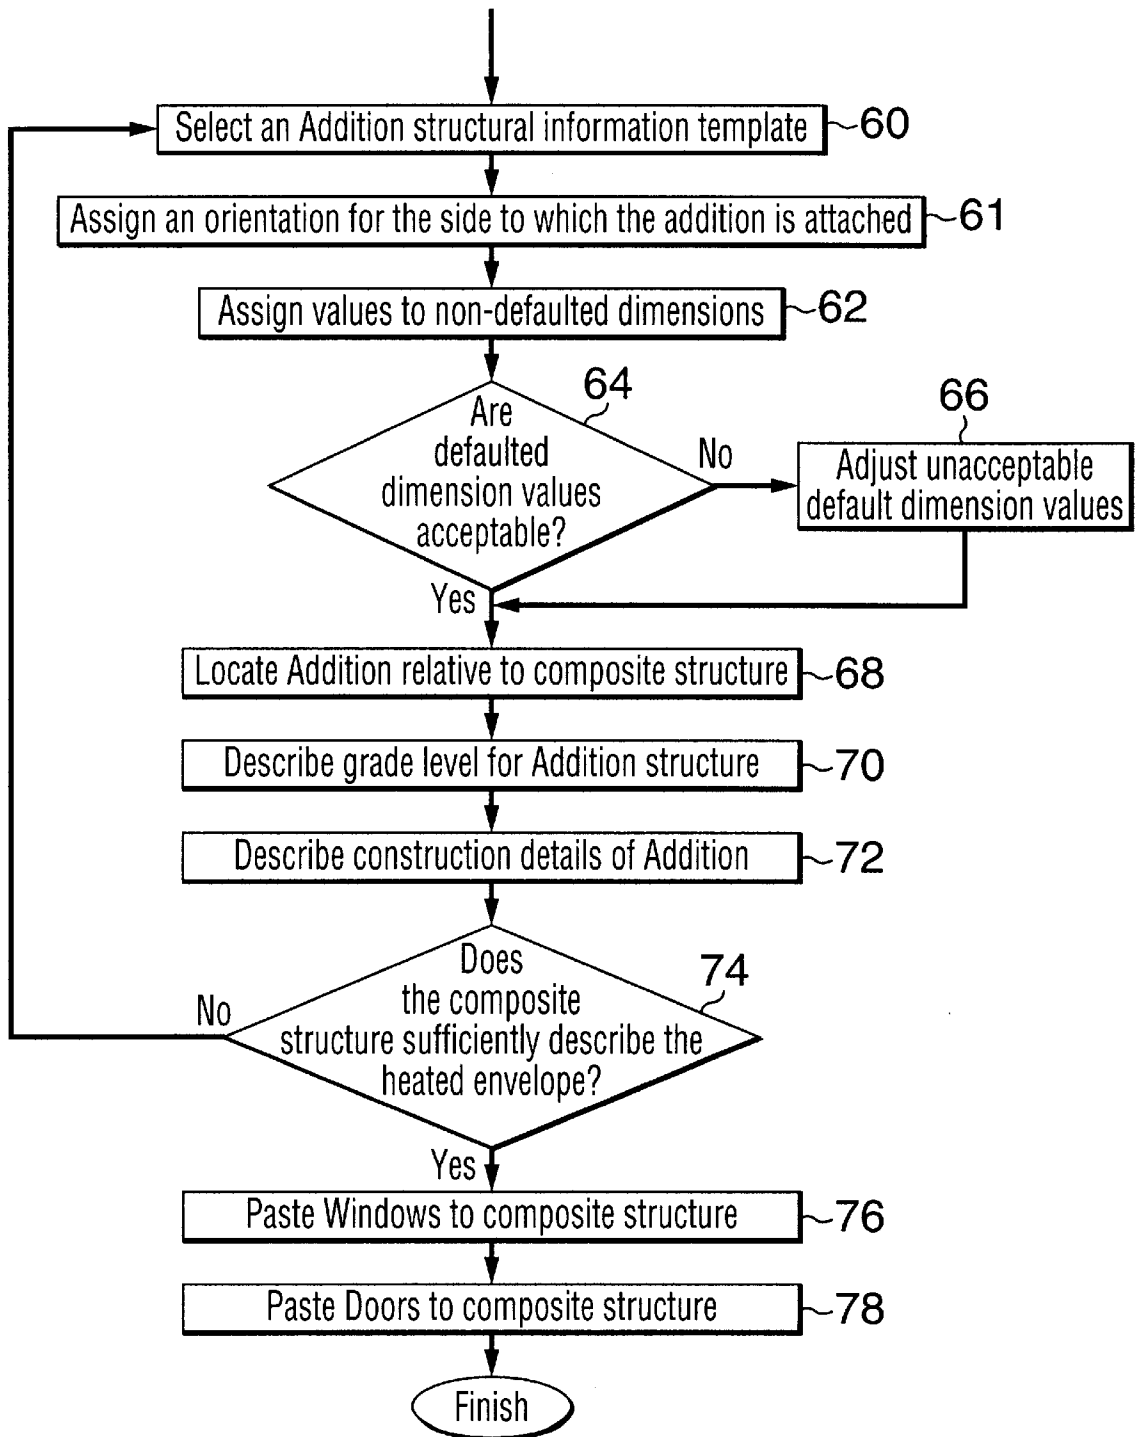 Select an Addition structural information template
60
Assign an orientation for the side to which the addition is attached
61
Assign values to non-defaulted dimensions
62
64
Are
defaulted
dimension values
acceptable?
No
66
Adjust unacceptable
default dimension values
Yes
Locate Addition relative to composite structure
68
Describe grade level for Addition structure
70
Describe construction details of Addition
72
74
Does
the composite
structure sufficiently describe the
heated envelope?
No
Yes
Paste Windows to composite structure
76
Paste Doors to composite structure
78
Finish